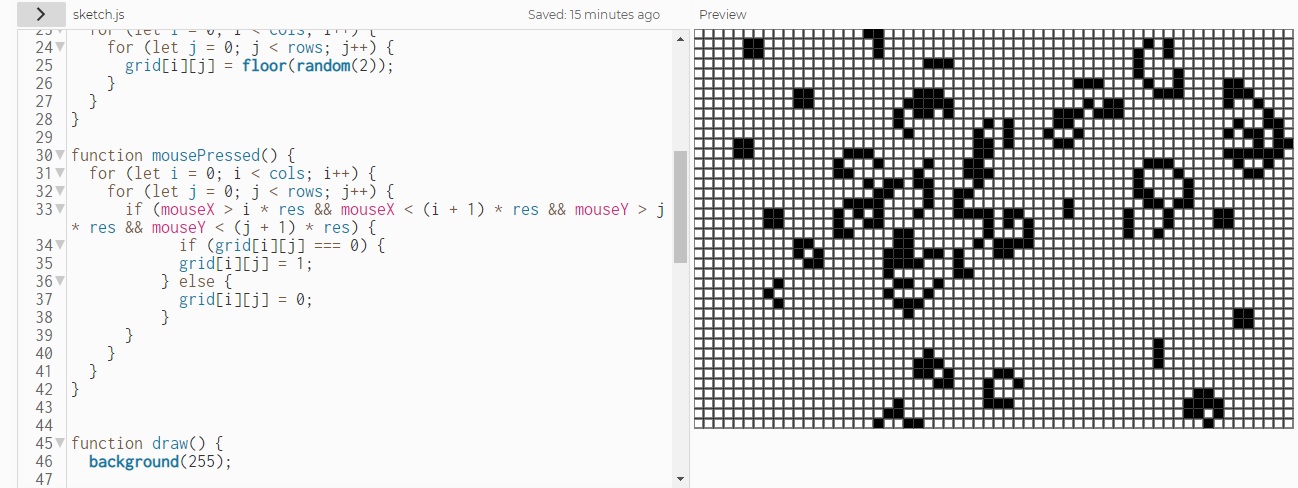 sketch.js
Saved: 15 minutes ago
Preview
23 for (let i = 0; i < cols; i++) {
24 for (let j = 0; j < rows; j++) {
25 grid[i][j] = floor(random(2));
26 }
27 }
28 }
29
30 function mousePressed() {
31 for (let i = 0; i < cols; i++) {
32 for (let j = 0; j < rows; j++) {
33 if (mouseX > i * res && mouseX < (i + 1) * res && mouseY > j
* res && mouseY < (j + 1) * res) {
34 if (grid[i][j] === 0) {
35 grid[i][j] = 1;
36 } else {
37 grid[i][j] = 0;
38 }
39 }
40 }
41 }
42 }
43
44
45 function draw() {
46 background(255);
47